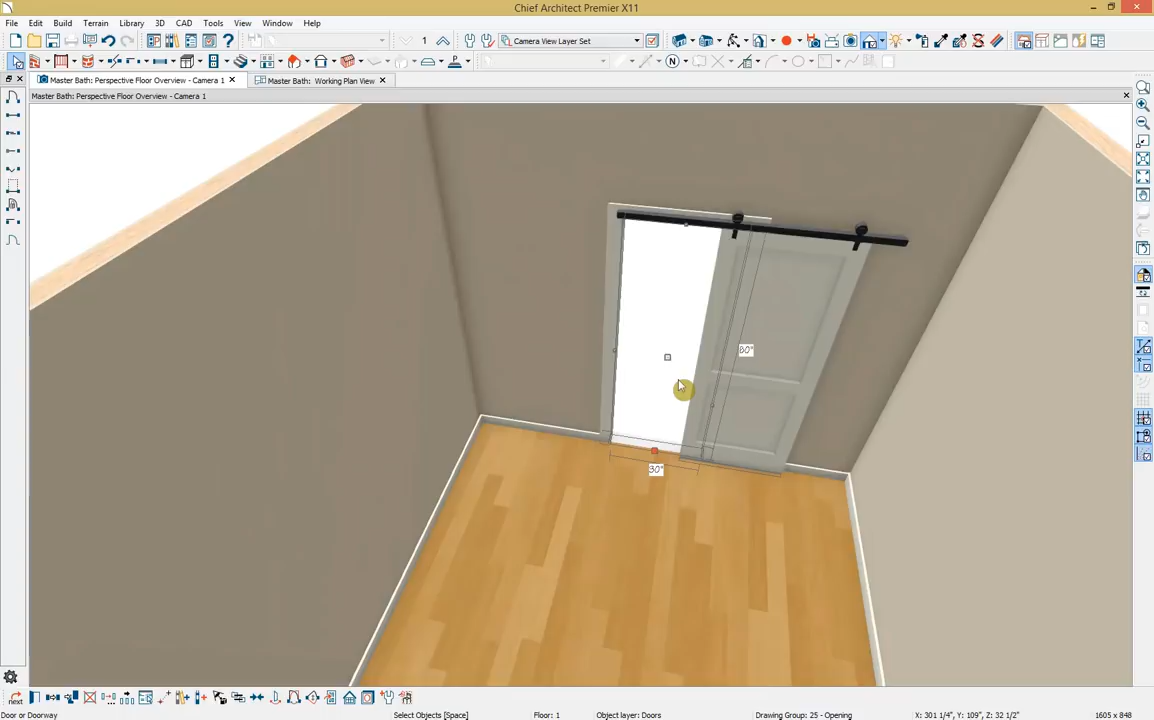 Chief Architect Premier X11
File Edit Build Terrain Library 3D CAD Tools View Window Help
1 Camera View Layer Set N
Master Bath: Perspective Floor Overview - Camera 1 Master Bath: Working Plan View
Master Bath: Perspective Floor Overview - Camera 1
80"
30"
next
Door or Doorway Select Objects [Space] Floor: 1 Object layer: Doors Drawing Group: 25 - Opening X: 301 1/4", Y: 109", Z: 32 1/2" 1605 x 848